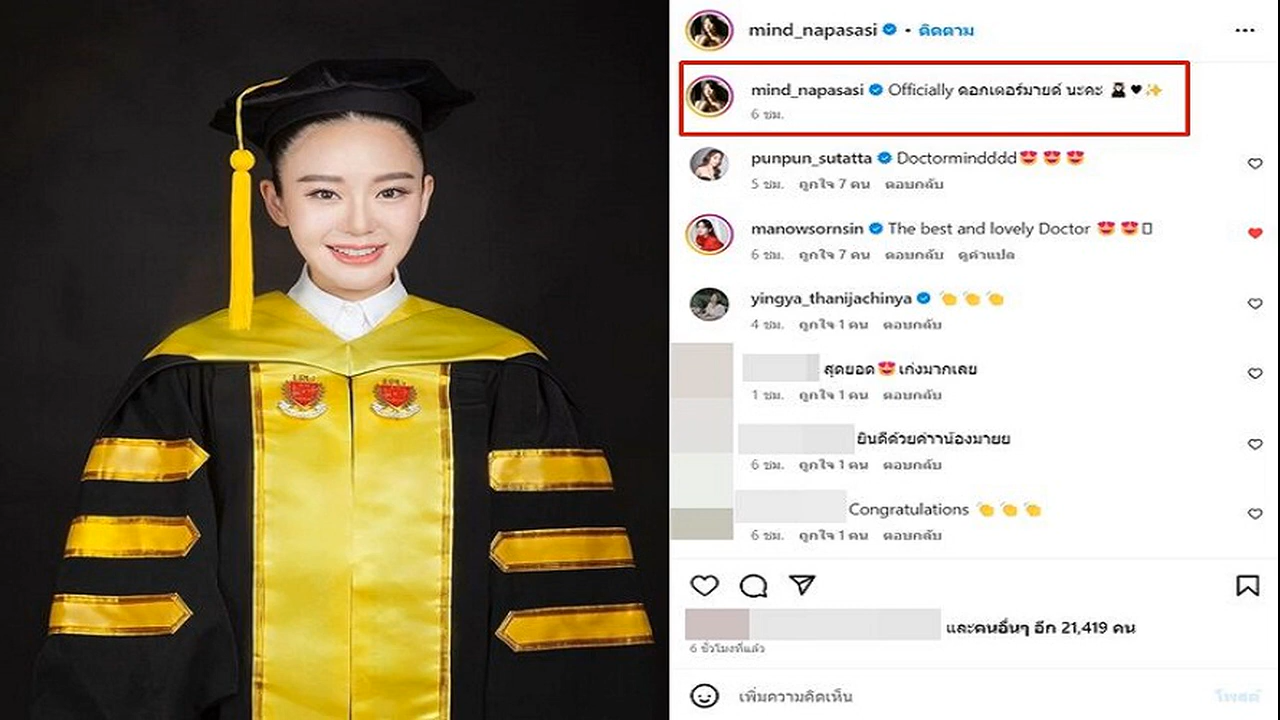 mind_napasasi • ติดตาม
mind_napasasi Officially ดอกเตอร์มายด์ นะคะ
6 ชม.
punpun_sutatta Doctormindddd
5 ชม. ถูกใจ 7 คน ตอบกลับ
manowsornsin The best and lovely Doctor
6 ชม. ถูกใจ 7 คน ตอบกลับ ดูคำแปล
yingya_thanijachinya
4 ชม. ถูกใจ 1 คน ตอบกลับ
สุดยอด เก่งมากเลย
1 ชม. ถูกใจ 1 คน ตอบกลับ
ยินดีด้วยค่าาน้องมายย
6 ชม. ถูกใจ 1 คน ตอบกลับ
Congratulations
6 ชม. ถูกใจ 1 คน ตอบกลับ
และคนอื่นๆ อีก 21,419 คน
6 ชั่วโมงที่แล้ว
เพิ่มความคิดเห็น
โพสต์